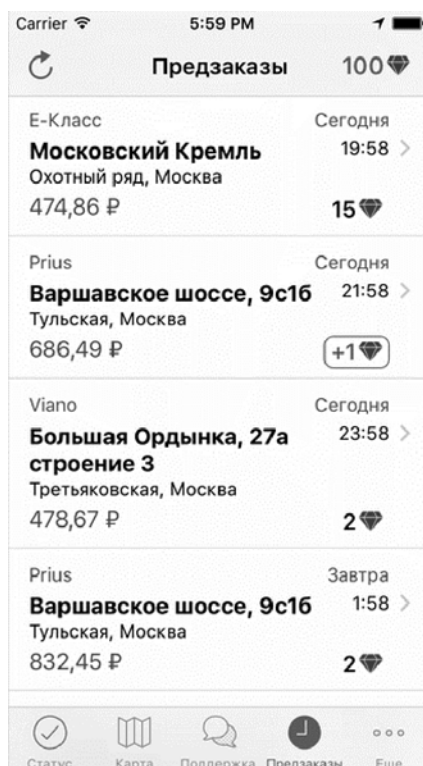 Carrier 5:59 PM
Предзаказы 100
Е-Класс Сегодня
Московский Кремль 19:58
Охотный ряд, Москва
474,86 ₽ 15
Prius Сегодня
Варшавское шоссе, 9с1б 21:58
Тульская, Москва
686,49 ₽ +1
Viano Сегодня
Большая Ордынка, 27а 23:58
строение 3
Третьяковская, Москва
478,67 ₽ 2
Prius Завтра
Варшавское шоссе, 9с1б 1:58
Тульская, Москва
832,45 ₽ 2
Статус Карта Поддержка Предзаказы Еще